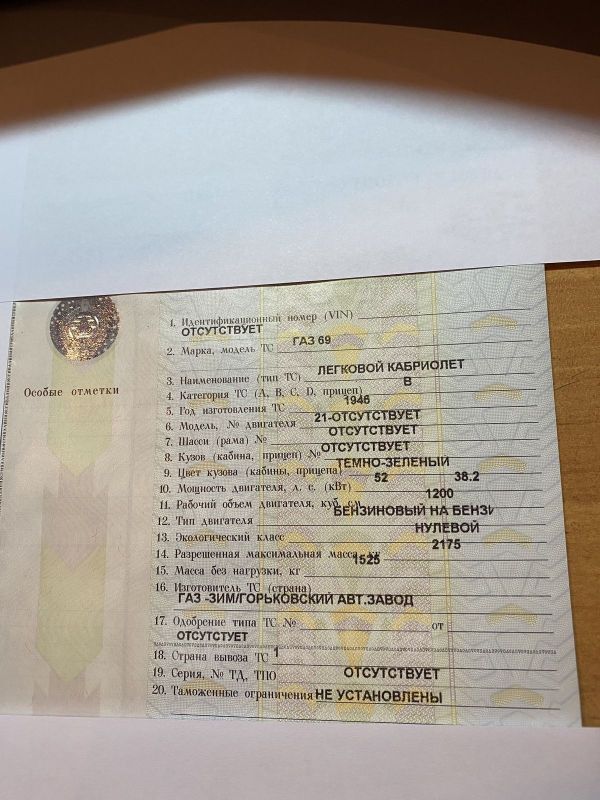 Особые отметки
1. Идентификационный номер (VIN)
ОТСУТСТВУЕТ
2. Марка, модель ТС ГАЗ 69
3. Наименование (тип ТС) ЛЕГКОВОЙ КАБРИОЛЕТ
4. Категория ТС (А, В, С, D, прицеп) В
5. Год изготовления ТС 1946
6. Модель, № двигателя 21-ОТСУТСТВУЕТ
7. Шасси (рама) № ОТСУТСТВУЕТ
8. Кузов (кабина, прицеп) № ОТСУТСТВУЕТ
9. Цвет кузова (кабины, прицепа) ТЕМНО-ЗЕЛЕНЫЙ
10. Мощность двигателя, л. с. (кВт) 52 38.2
11. Рабочий объем двигателя, куб. см 1200
12. Тип двигателя БЕНЗИНОВЫЙ НА БЕНЗИ
13. Экологический класс НУЛЕВОЙ
14. Разрешенная максимальная масса, кг 2175
15. Масса без нагрузки, кг 1525
16. Изготовитель ТС (страна)
ГАЗ -ЗИМ/ГОРЬКОВСКИЙ АВТ.ЗАВОД
17. Одобрение типа ТС № от
ОТСУТСТУЕТ
18. Страна вывоза ТС 1
19. Серия, № ТД, ТПО ОТСУТСТВУЕТ
20. Таможенные ограничения НЕ УСТАНОВЛЕНЫ